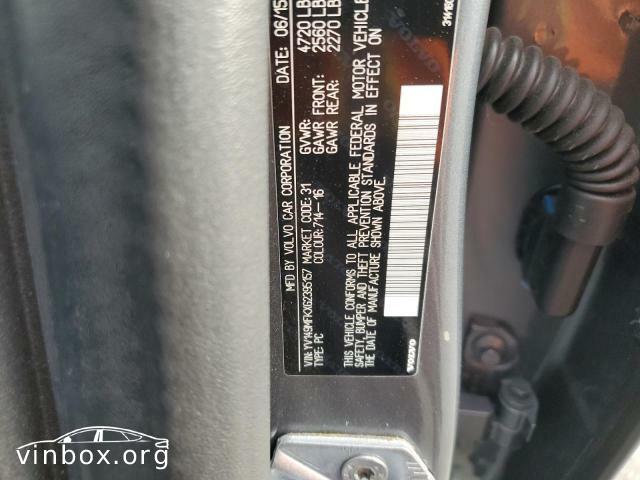 MFD BY VOLVO CAR CORPORATION DATE: 06/15
GVWR: 4720 LB
GAWR FRONT: 2560 LB
GAWR REAR: 2270 LB
VIN: YV149MFKXG2395157 MARKET CODE: 31
TYPE: PC COLOUR: 714-16
THIS VEHICLE CONFORMS TO ALL APPLICABLE FEDERAL MOTOR VEHICLE
SAFETY, BUMPER AND THEFT PREVENTION STANDARDS IN EFFECT ON
DATE OF MANUFACTURE SHOWN ABOVE.
VOLVO
vinbox.org